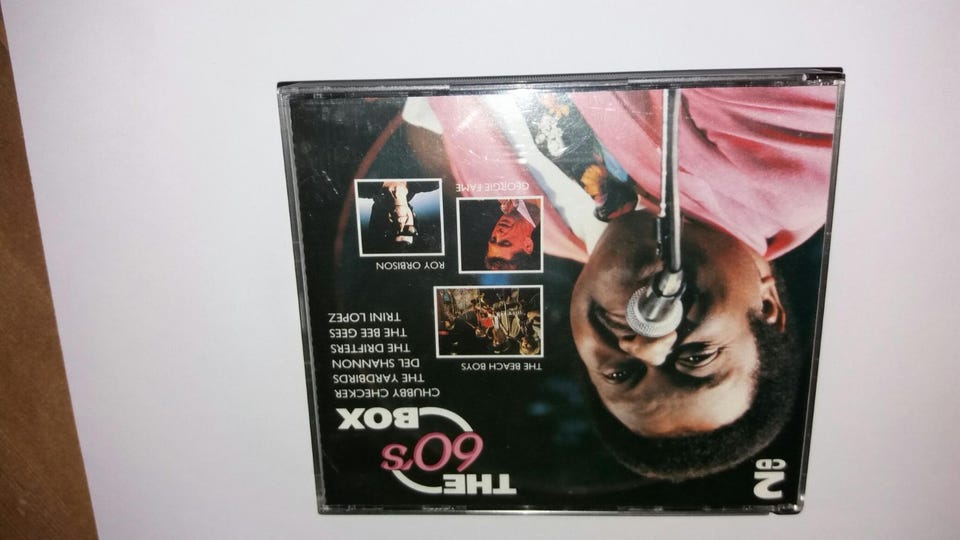 2
CD
THE
60's
BOX
CHUBBY CHECKER
THE YARDBIRDS
DEL SHANNON
THE DRIFTERS
THE BEE GEES
TRINI LOPEZ
THE BEACH BOYS
ROY ORBISON
GEORGIE FAME